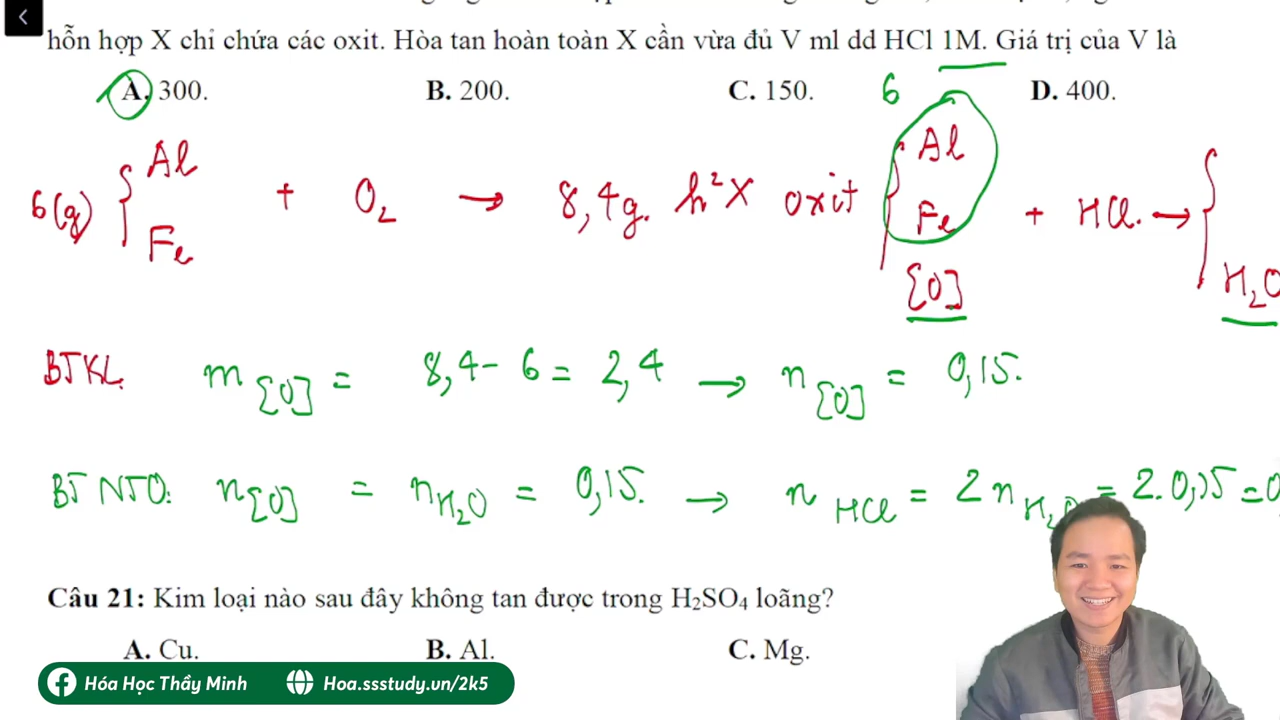 hỗn hợp X chỉ chứa các oxit. Hòa tan hoàn toàn X cần vừa đủ V ml dd HCl 1M. Giá trị của V là
A. 300. B. 200. C. 150. D. 400.
6
6(g) { Al Fe + O₂ → 8,4g. h² X oxit { Al Fe [O] + HCl. → { H₂O
BTKL. m[O] = 8,4 - 6 = 2,4 → n[O] = 0,15.
BT NTO: n[O] = nH₂O = 0,15. → nHCl = 2nH₂O = 2.0,15 = 0
Câu 21: Kim loại nào sau đây không tan được trong H₂SO₄ loãng?
A. Cu. B. Al. C. Mg.
Hóa Học Thầy Minh Hoa.ssstudy.vn/2k5